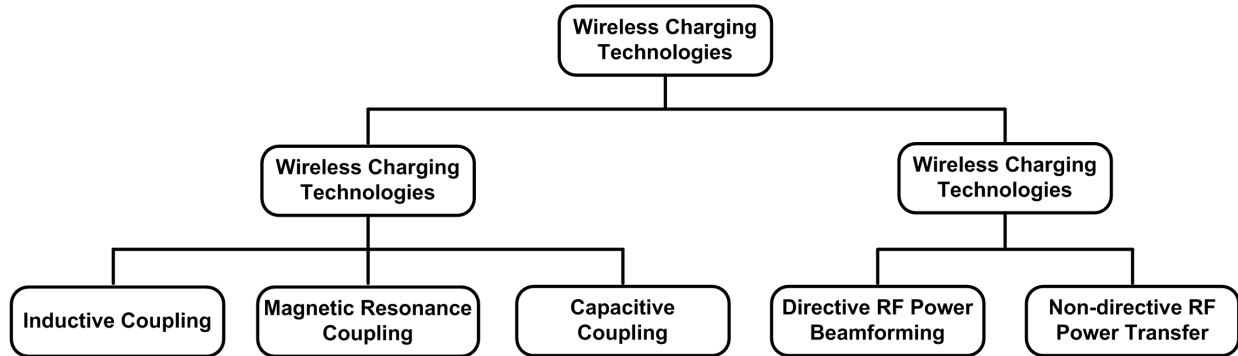 Wireless Charging
Technologies
Wireless Charging
Technologies
Wireless Charging
Technologies
Inductive Coupling
Magnetic Resonance
Coupling
Capacitive
Coupling
Directive RF Power
Beamforming
Non-directive RF
Power Transfer